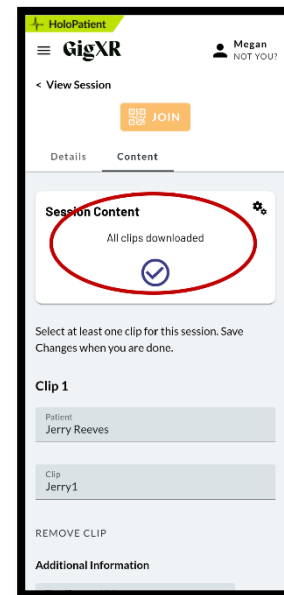 HoloPatient
GigXR
Megan
NOT YOU?
< View Session
JOIN
Details Content
Session Content
All clips downloaded
Select at least one clip for this session. Save
Changes when you are done.
Clip 1
Patient
Jerry Reeves
Clip
Jerry1
REMOVE CLIP
Additional Information